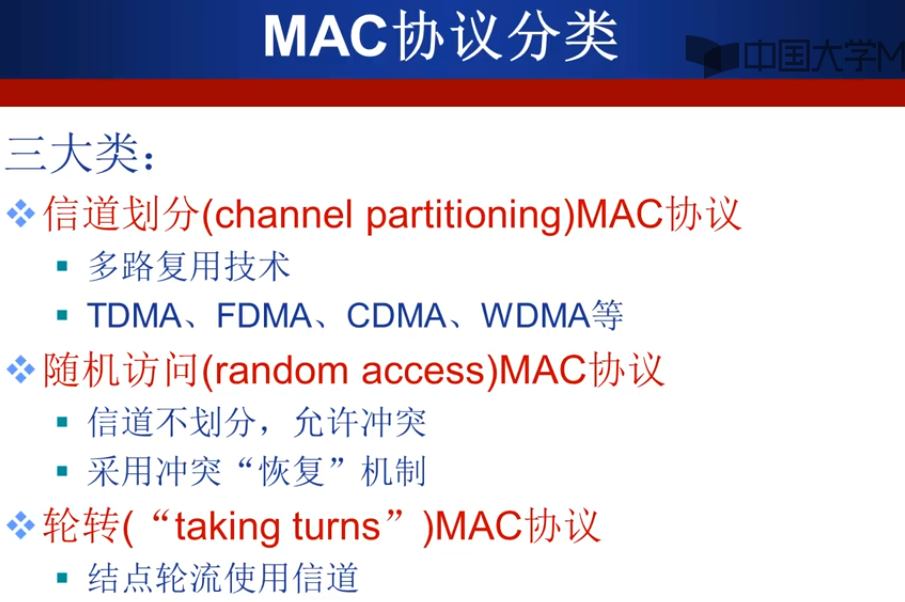 MAC协议分类
中国大学M
三大类：
信道划分(channel partitioning)MAC协议
多路复用技术
TDMA、FDMA、CDMA、WDMA等
随机访问(random access)MAC协议
信道不划分，允许冲突
采用冲突“恢复”机制
轮转(“taking turns”)MAC协议
结点轮流使用信道